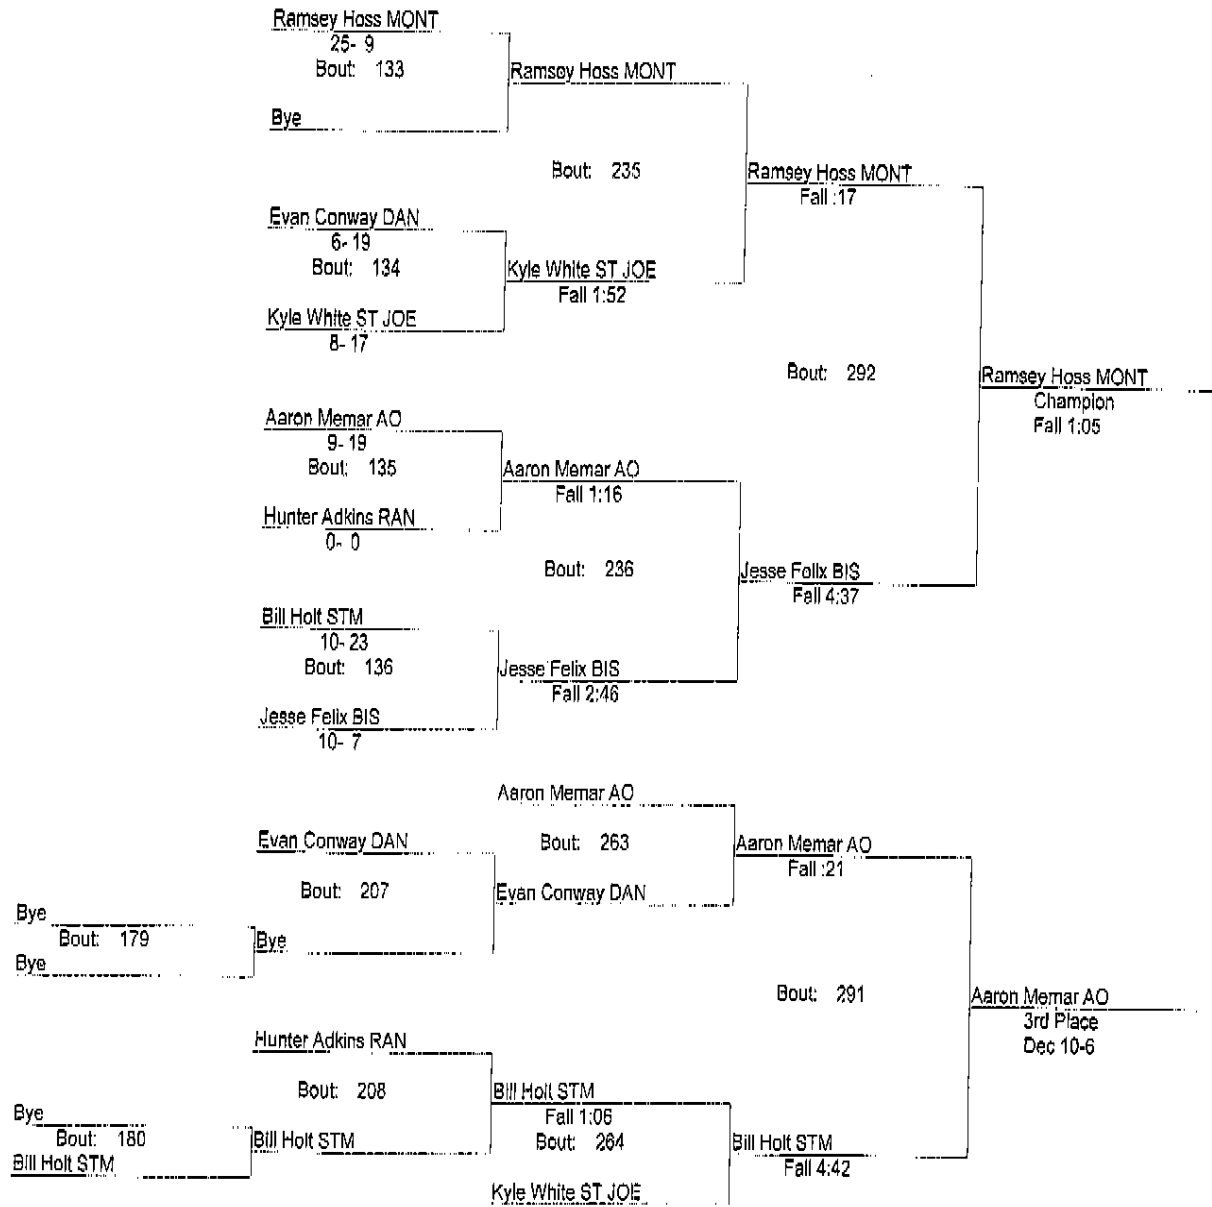 Ramsey Hoss MONT
25- 9
Bout: 133
Ramsey Hoss MONT
Bye
Bout: 235
Ramsey Hoss MONT
Fall :17
Evan Conway DAN
6- 19
Bout: 134
Kyle White ST JOE
Fall 1:52
Kyle White ST JOE
8- 17
Bout: 292
Ramsey Hoss MONT
Champion
Fall 1:05
Aaron Memar AO
9- 19
Bout: 135
Aaron Memar AO
Fall 1:16
Hunter Adkins RAN
0- 0
Bout: 236
Jesse Felix BIS
Fall 4:37
Bill Holt STM
10- 23
Bout: 136
Jesse Felix BIS
Fall 2:46
Jesse Felix BIS
10- 7
Aaron Memar AO
Bout: 263
Aaron Memar AO
Fall :21
Evan Conway DAN
Bout: 207
Evan Conway DAN
Bye
Bout: 179
Bye
Bye
Bout: 291
Aaron Memar AO
3rd Place
Dec 10-6
Hunter Adkins RAN
Bout: 208
Bill Holt STM
Fall 1:06
Bout: 264
Bye
Bout: 180
Bill Holt STM
Bill Holt STM
Bill Holt STM
Fall 4:42
Kyle White ST JOE